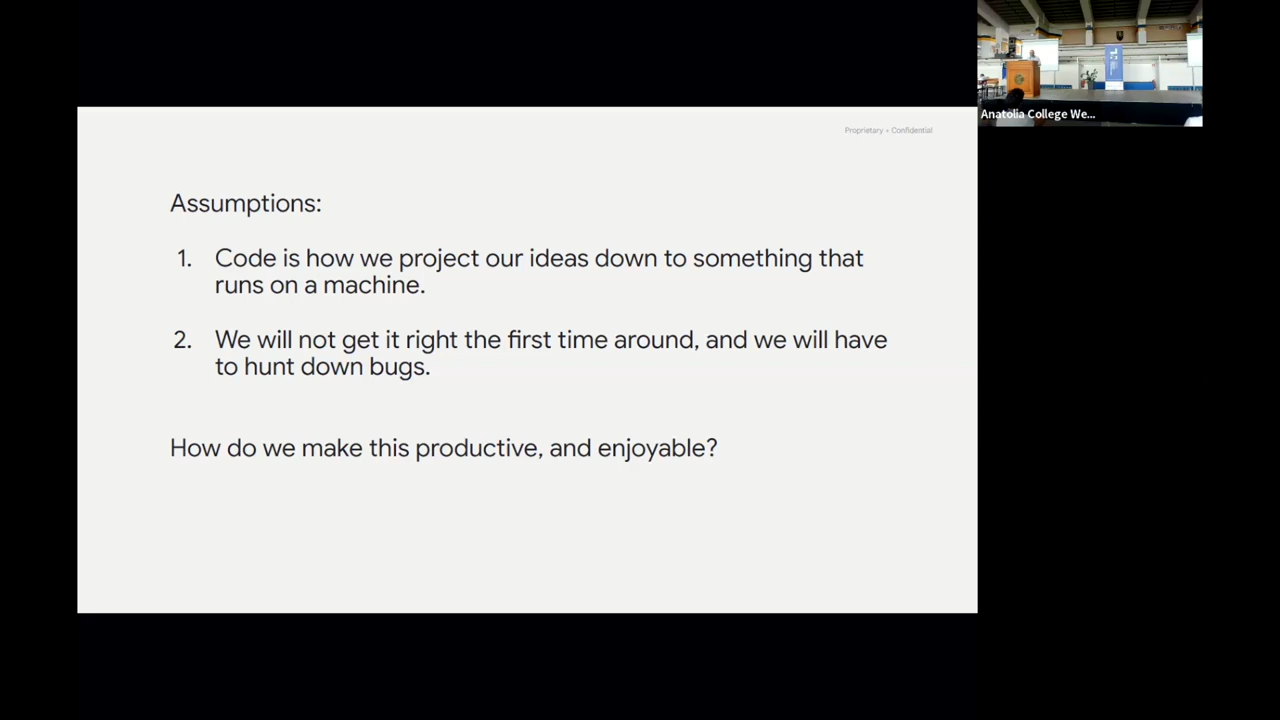 Proprietary + Confidential
Assumptions:
1. Code is how we project our ideas down to something that
runs on a machine.
2. We will not get it right the first time around, and we will have
to hunt down bugs.
How do we make this productive, and enjoyable?
Anatolia College We...